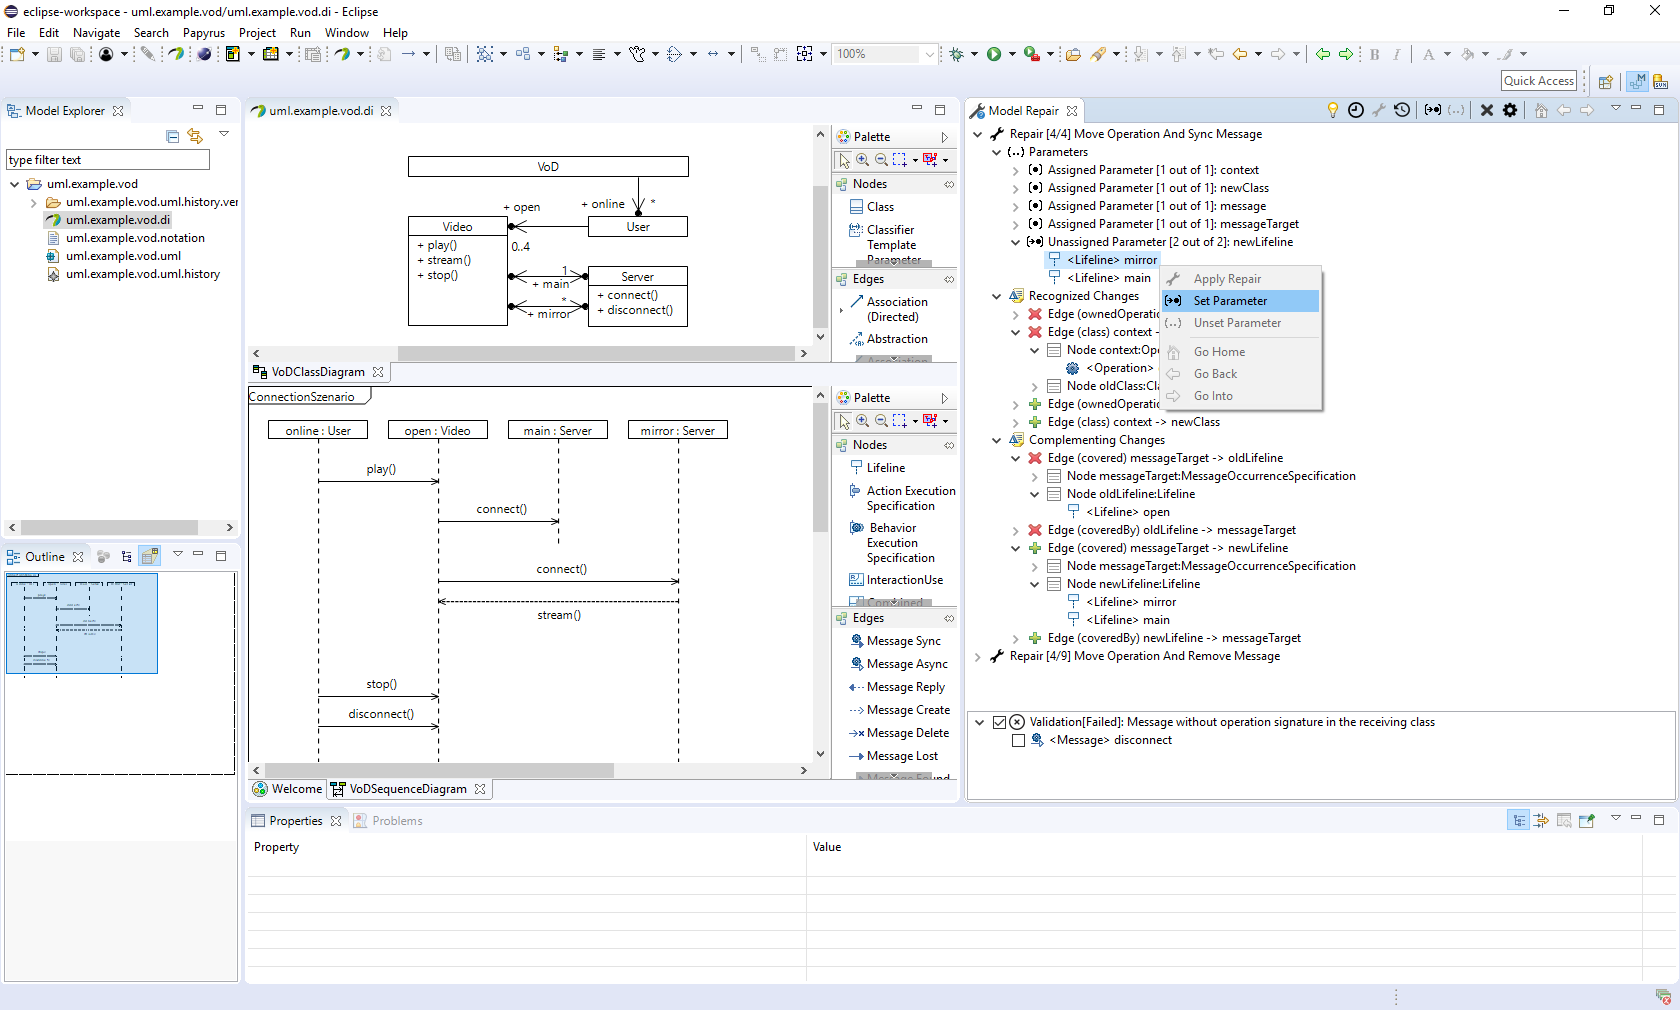 eclipse-workspace - uml.example.vod/uml.example.vod.di - Eclipse
File Edit Navigate Search Papyrus Project Run Window Help
100%
Quick Access
Model Explorer
type filter text
uml.example.vod
uml.example.vod.uml.history.ver
uml.example.vod.di
uml.example.vod.notation
uml.example.vod.uml
uml.example.vod.uml.history
Outline
uml.example.vod.di
VoD
+ open
+ online
*
Video
+ play()
+ stream()
+ stop()
0..4
User
1
+ main
*
+ mirror
Server
+ connect()
+ disconnect()
VoDClassDiagram
Palette
Nodes
Class
Classifier
Template
Parameter
Edges
Association
(Directed)
Abstraction
ConnectionSzenario
online : User
open : Video
main : Server
mirror : Server
play()
connect()
connect()
stream()
stop()
disconnect()
Palette
Nodes
Lifeline
Action Execution
Specification
Behavior
Execution
Specification
InteractionUse
Combined
Edges
Message Sync
Message Async
Message Reply
Message Create
Message Delete
Message Lost
Message Found
Welcome
VoDSequenceDiagram
Model Repair
Repair [4/4] Move Operation And Sync Message
Parameters
Assigned Parameter [1 out of 1]: context
Assigned Parameter [1 out of 1]: newClass
Assigned Parameter [1 out of 1]: message
Assigned Parameter [1 out of 1]: messageTarget
Unassigned Parameter [2 out of 2]: newLifeline
<Lifeline> mirror
<Lifeline> main
Recognized Changes
Edge (ownedOperatio
Edge (class) context -
Node context:Ope
<Operation>
Node oldClass:Cla
Edge (ownedOperatio
Edge (class) context -> newClass
Apply Repair
Set Parameter
Unset Parameter
Go Home
Go Back
Go Into
Complementing Changes
Edge (covered) messageTarget -> oldLifeline
Node messageTarget:MessageOccurrenceSpecification
Node oldLifeline:Lifeline
<Lifeline> open
Edge (coveredBy) oldLifeline -> messageTarget
Edge (covered) messageTarget -> newLifeline
Node messageTarget:MessageOccurrenceSpecification
Node newLifeline:Lifeline
<Lifeline> mirror
<Lifeline> main
Edge (coveredBy) newLifeline -> messageTarget
Repair [4/9] Move Operation And Remove Message
Validation[Failed]: Message without operation signature in the receiving class
<Message> disconnect
Properties
Problems
Property
Value